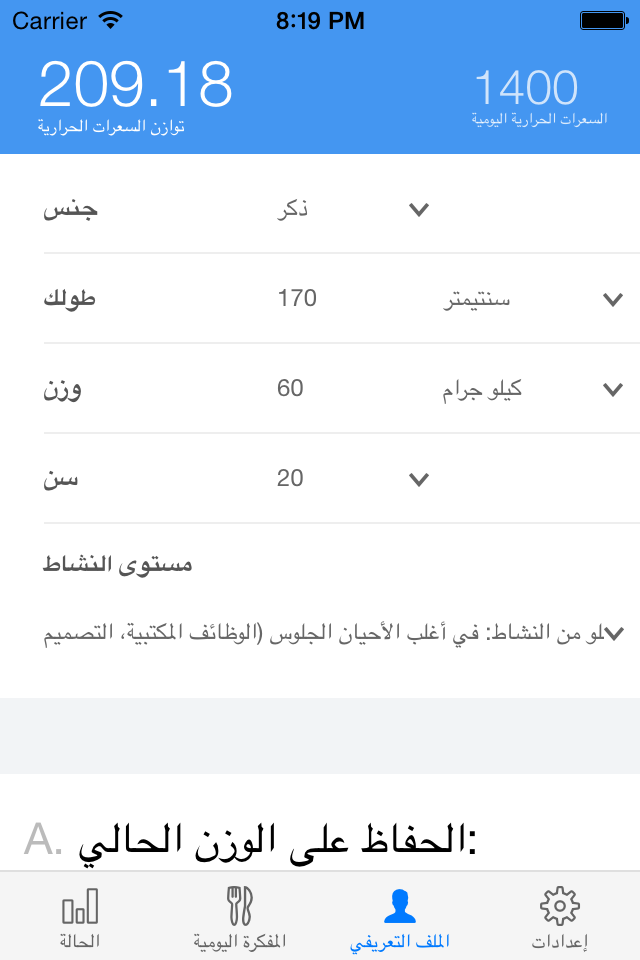 Carrier 8:19 PM
209.18
توازن السعرات الحرارية
1400
السعرات الحرارية اليومية
جنس ذكر
طولك 170 سنتيمتر
وزن 60 كيلو جرام
سن 20
مستوى النشاط
لو من النشاط: في أغلب الأحيان الجلوس (الوظائف المكتبية، التصميم
A. الحفاظ على الوزن الحالي:
الحالة
المفكرة اليومية
الملف التعريفي
إعدادات